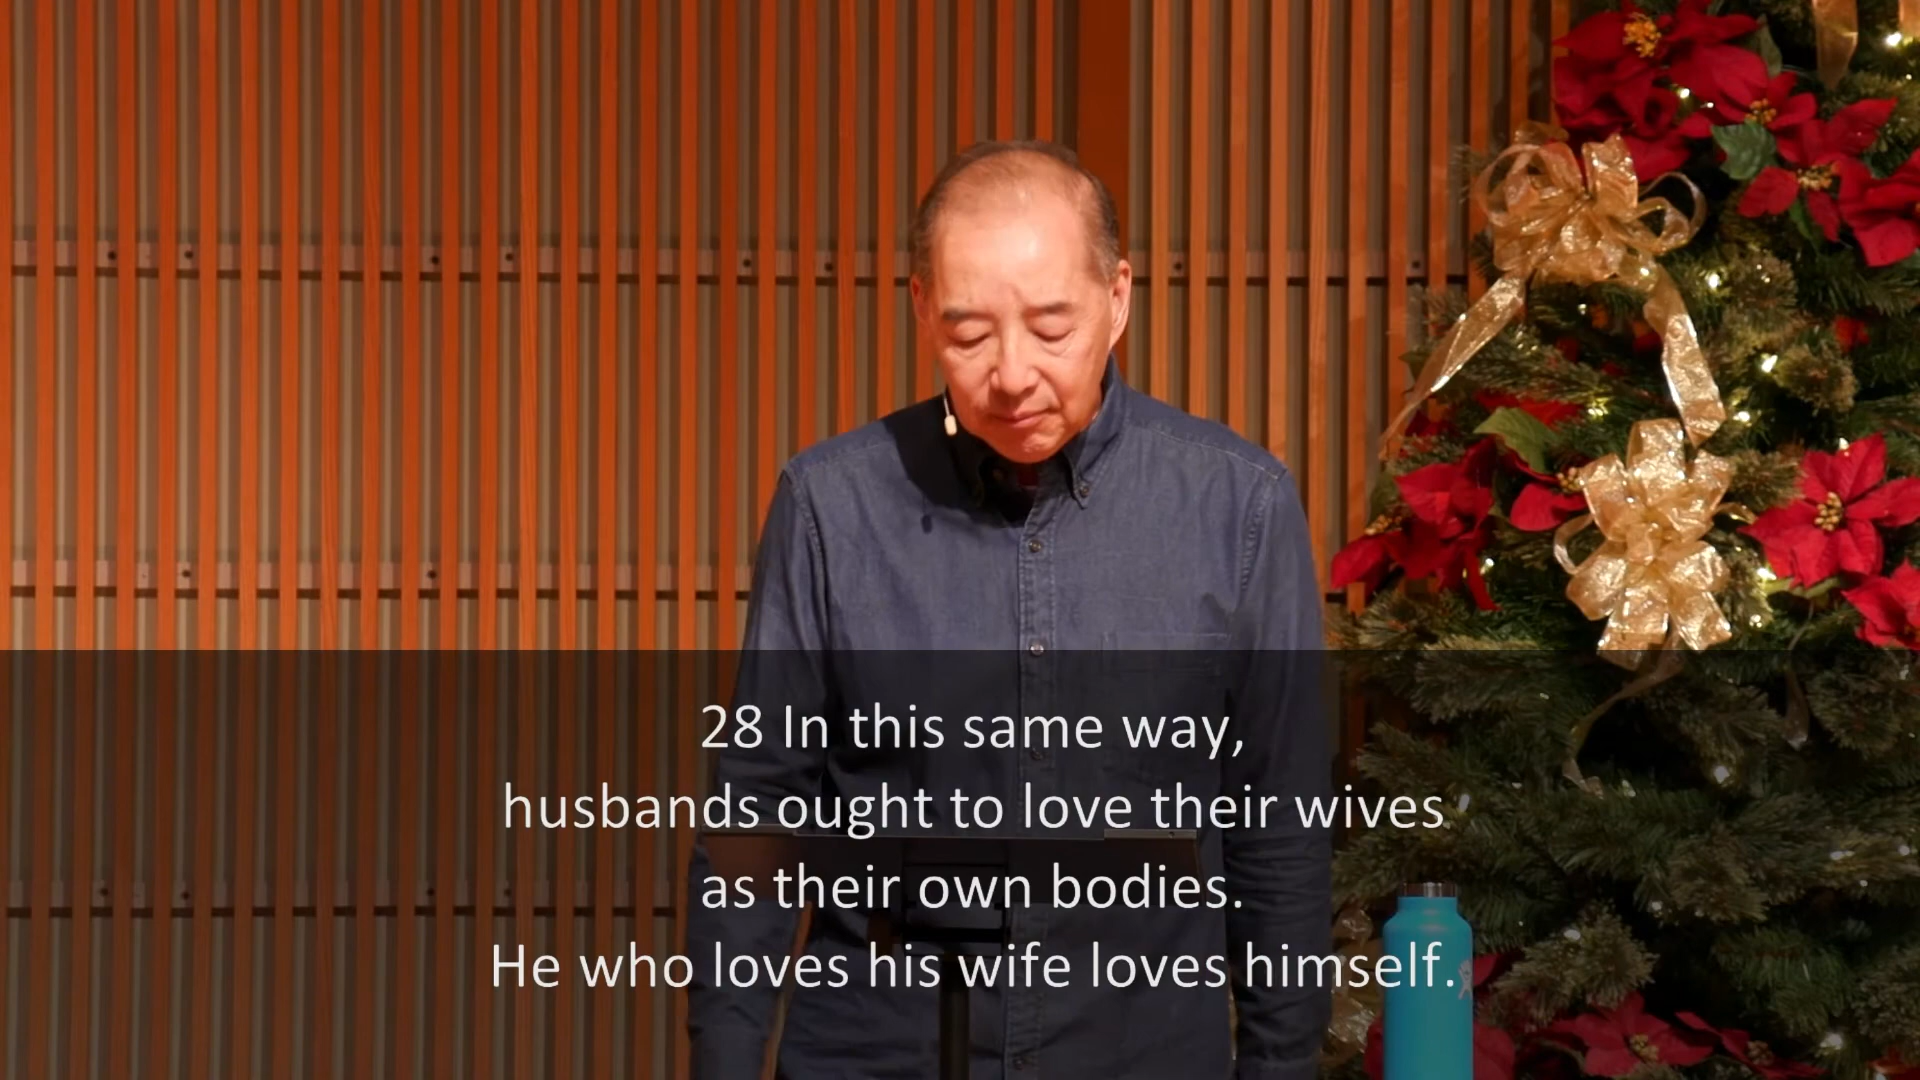 28 In this same way,
husbands ought to love their wives
as their own bodies.
He who loves his wife loves himself.